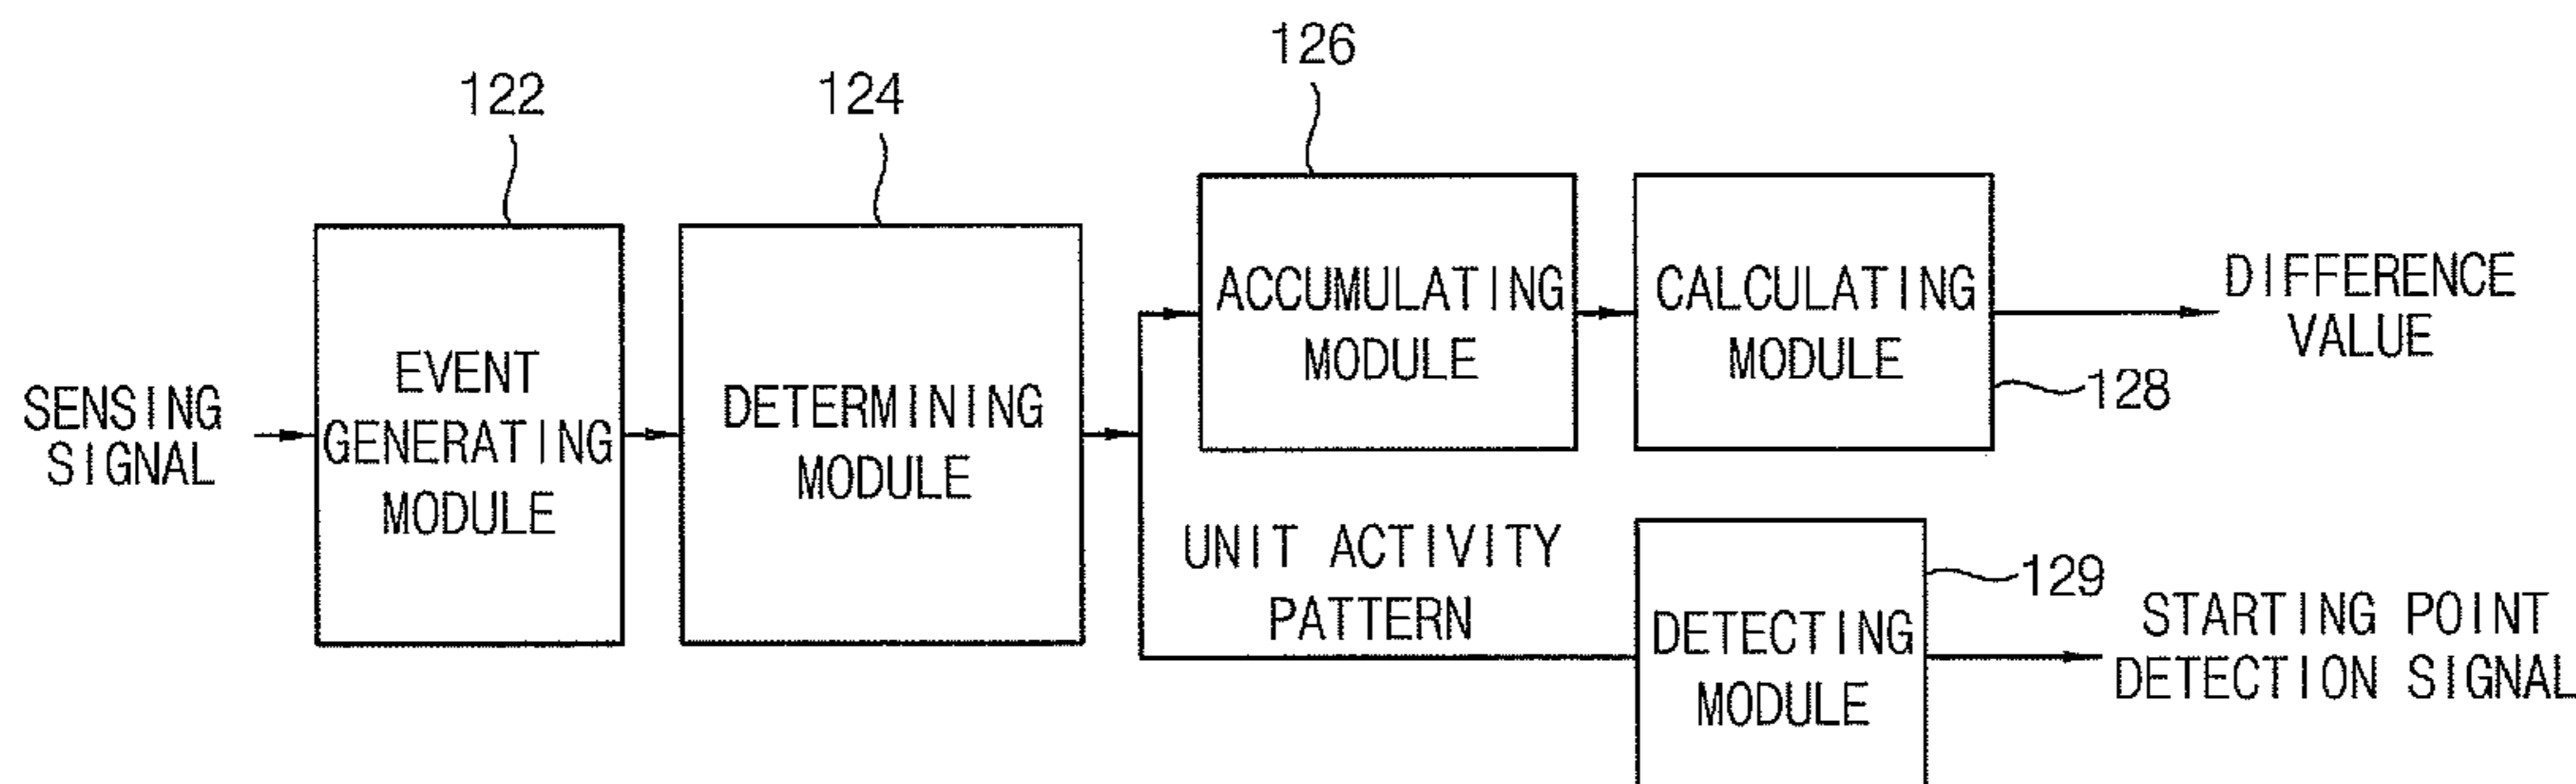 126
122
124
ACCUMULATING
MODULE
CALCULATING
MODULE
DIFFERENCE
VALUE
128
SENSING
SIGNAL
EVENT
GENERATING
MODULE
DETERMINING
MODULE
UNIT ACTIVITY
PATTERN
129
DETECTING
MODULE
STARTING POINT
DETECTION SIGNAL